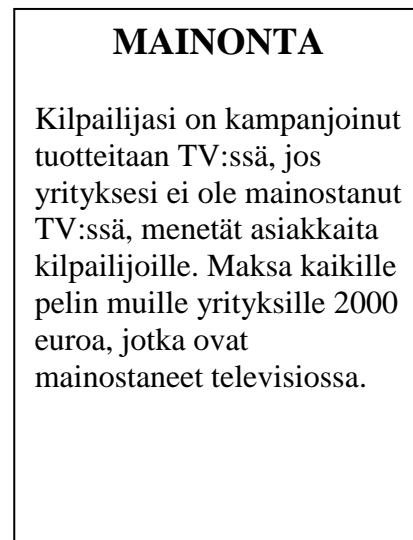 MAINONTA
Kilpailijasi on kampanjoinut
tuotteitaan TV:ssä, jos
yrityksesi ei ole mainostanut
TV:ssä, menetät asiakkaita
kilpailijoille. Maksa kaikille
pelin muille yrityksille 2000
euroa, jotka ovat
mainostaneet televisiossa.